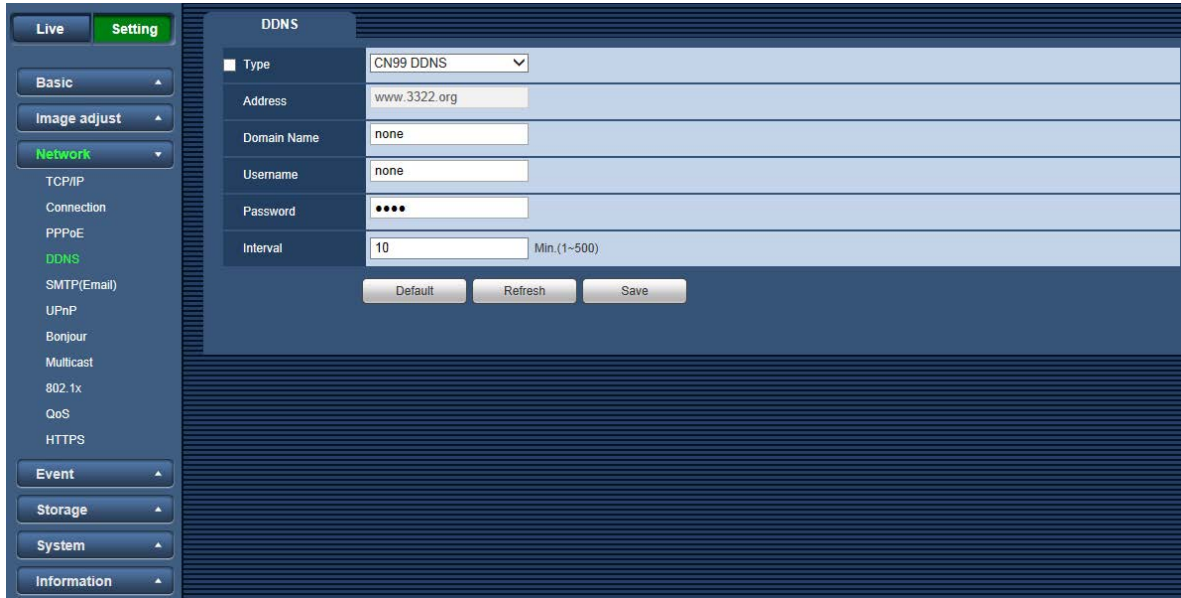 Live Setting
Basic
Image adjust
Network
TCP/IP
Connection
PPPoE
DDNS
SMTP(Email)
UPnP
Bonjour
Multicast
802.1x
QoS
HTTPS
Event
Storage
System
Information
DDNS
Type CN99 DDNS
Address www.3322.org
Domain Name none
Username none
Password ••••
Interval 10 Min.(1~500)
Default Refresh Save